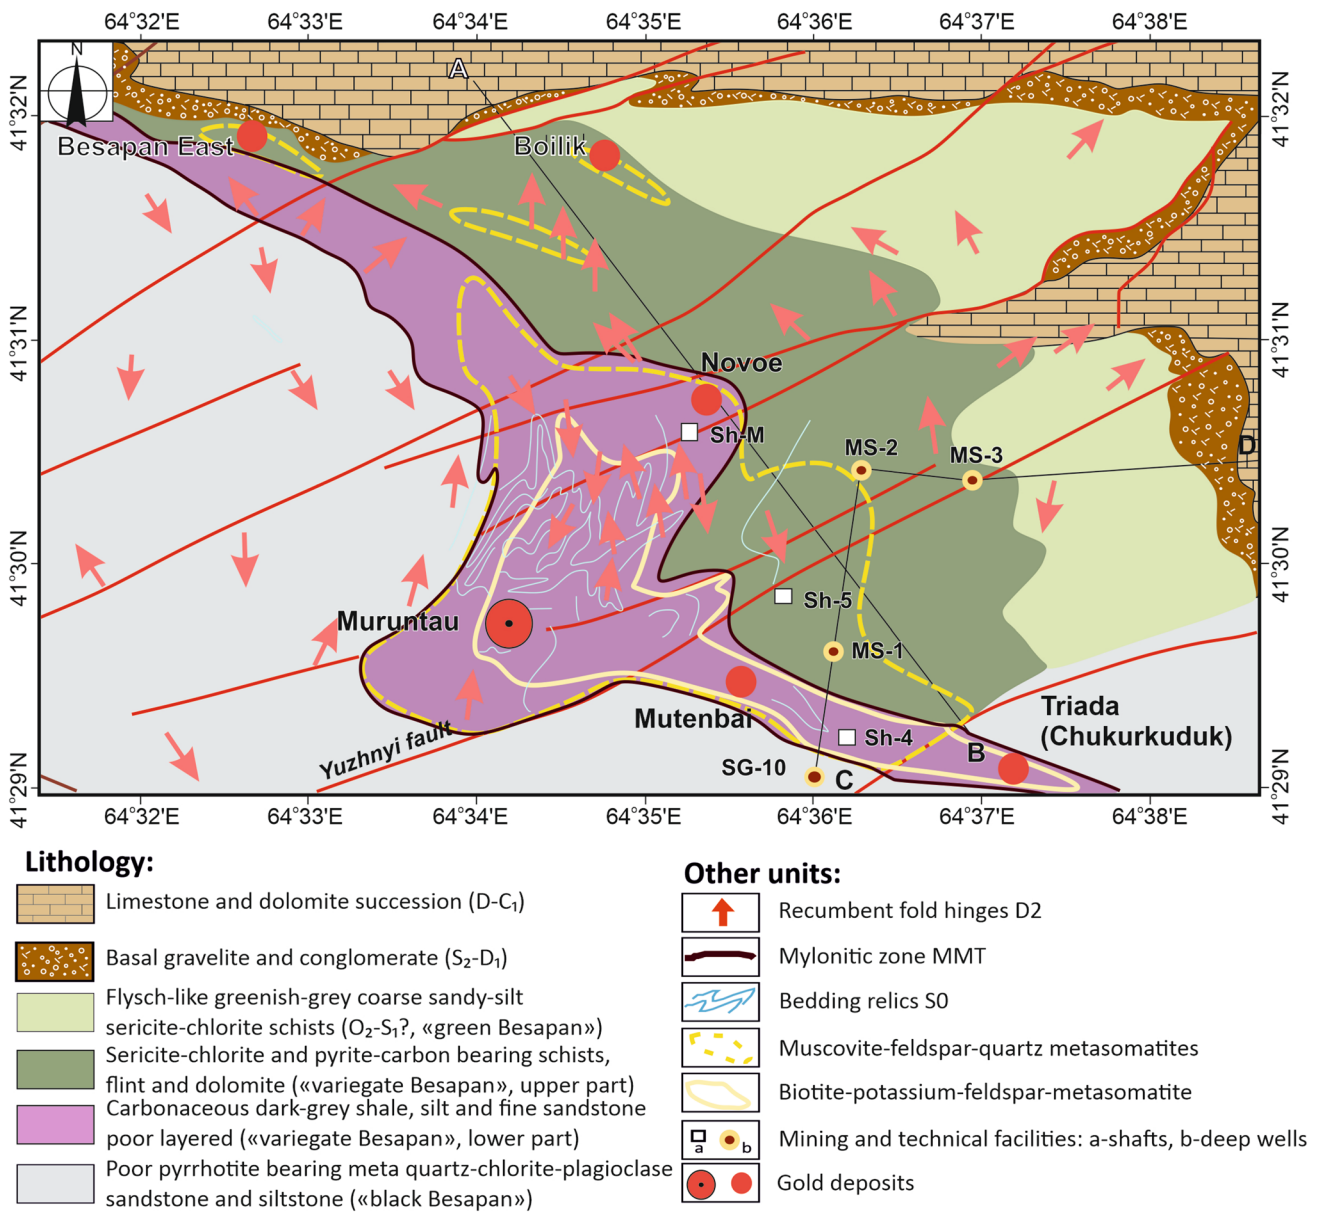 64°32'E 64°33'E 64°34'E 64°35'E 64°36'E 64°37'E 64°38'E
N
A
41°32'N
41°32'N
Besapan East
Boilik
41°31'N
41°31'N
Novoe
Sh-M
MS-2
MS-3
D
41°30'N
41°30'N
Sh-5
Muruntau
MS-1
Mutenbai
Triada
(Chukurkuduk)
Yuzhnyi fault
Sh-4
B
SG-10
C
41°29'N
41°29'N
64°32'E 64°33'E 64°34'E 64°35'E 64°36'E 64°37'E 64°38'E
Lithology:
Limestone and dolomite succession (D-C₁)
Basal gravelite and conglomerate (S₂-D₁)
Flysch-like greenish-grey coarse sandy-silt
sericite-chlorite schists (O₂-S₁?, «green Besapan»)
Sericite-chlorite and pyrite-carbon bearing schists,
flint and dolomite («variegate Besapan», upper part)
Carbonaceous dark-grey shale, silt and fine sandstone
poor layered («variegate Besapan», lower part)
Poor pyrrhotite bearing meta quartz-chlorite-plagioclase
sandstone and siltstone («black Besapan»)
Other units:
Recumbent fold hinges D2
Mylonitic zone MMT
Bedding relics S0
Muscovite-feldspar-quartz metasomatites
Biotite-potassium-feldspar-metasomatite
a b
Mining and technical facilities: a-shafts, b-deep wells
Gold deposits